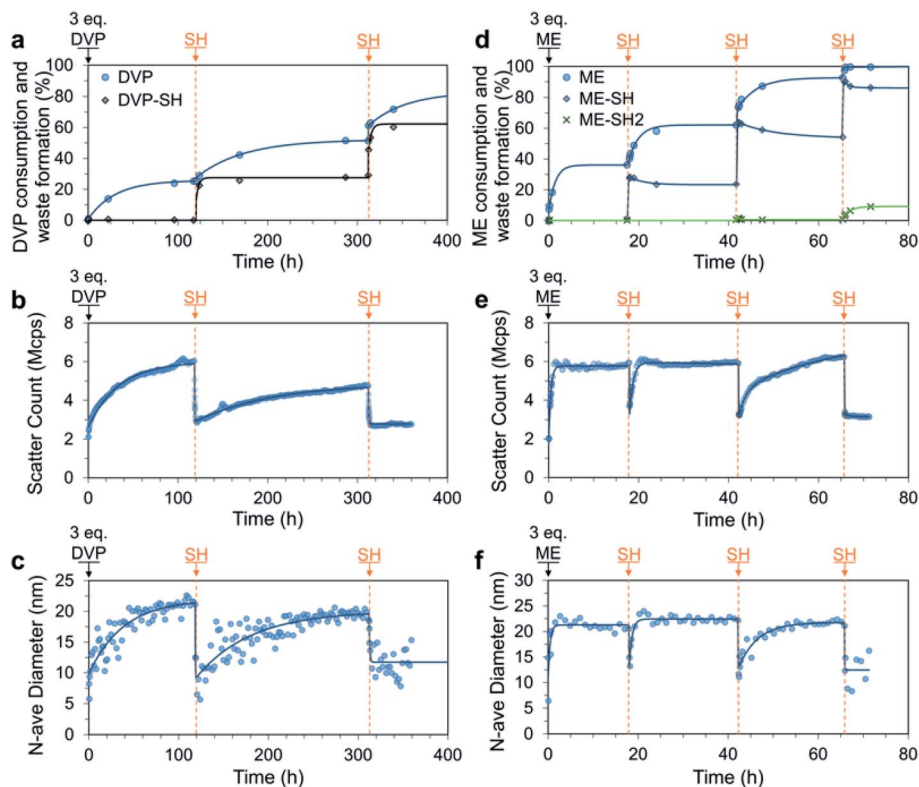 3 eq.
DVP
SH
SH
a
DVP consumption and
waste formation (%)
100
80
60
40
20
0
DVP
DVP-SH
0
100
200
300
400
Time (h)
3 eq.
ME
SH
SH
SH
d
ME consumption and
waste formation (%)
100
80
60
40
20
0
ME
ME-SH
ME-SH2
0
20
40
60
80
Time (h)
3 eq.
DVP
SH
SH
b
Scatter Count (Mcps)
8
6
4
2
0
0
100
200
300
400
Time (h)
3 eq.
ME
SH
SH
SH
e
Scatter Count (Mcps)
8
6
4
2
0
0
20
40
60
80
Time (h)
3 eq.
DVP
SH
SH
c
N-ave Diameter (nm)
25
20
15
10
5
0
0
100
200
300
400
Time (h)
3 eq.
ME
SH
SH
SH
f
N-ave Diameter (nm)
30
25
20
15
10
5
0
0
20
40
60
80
Time (h)